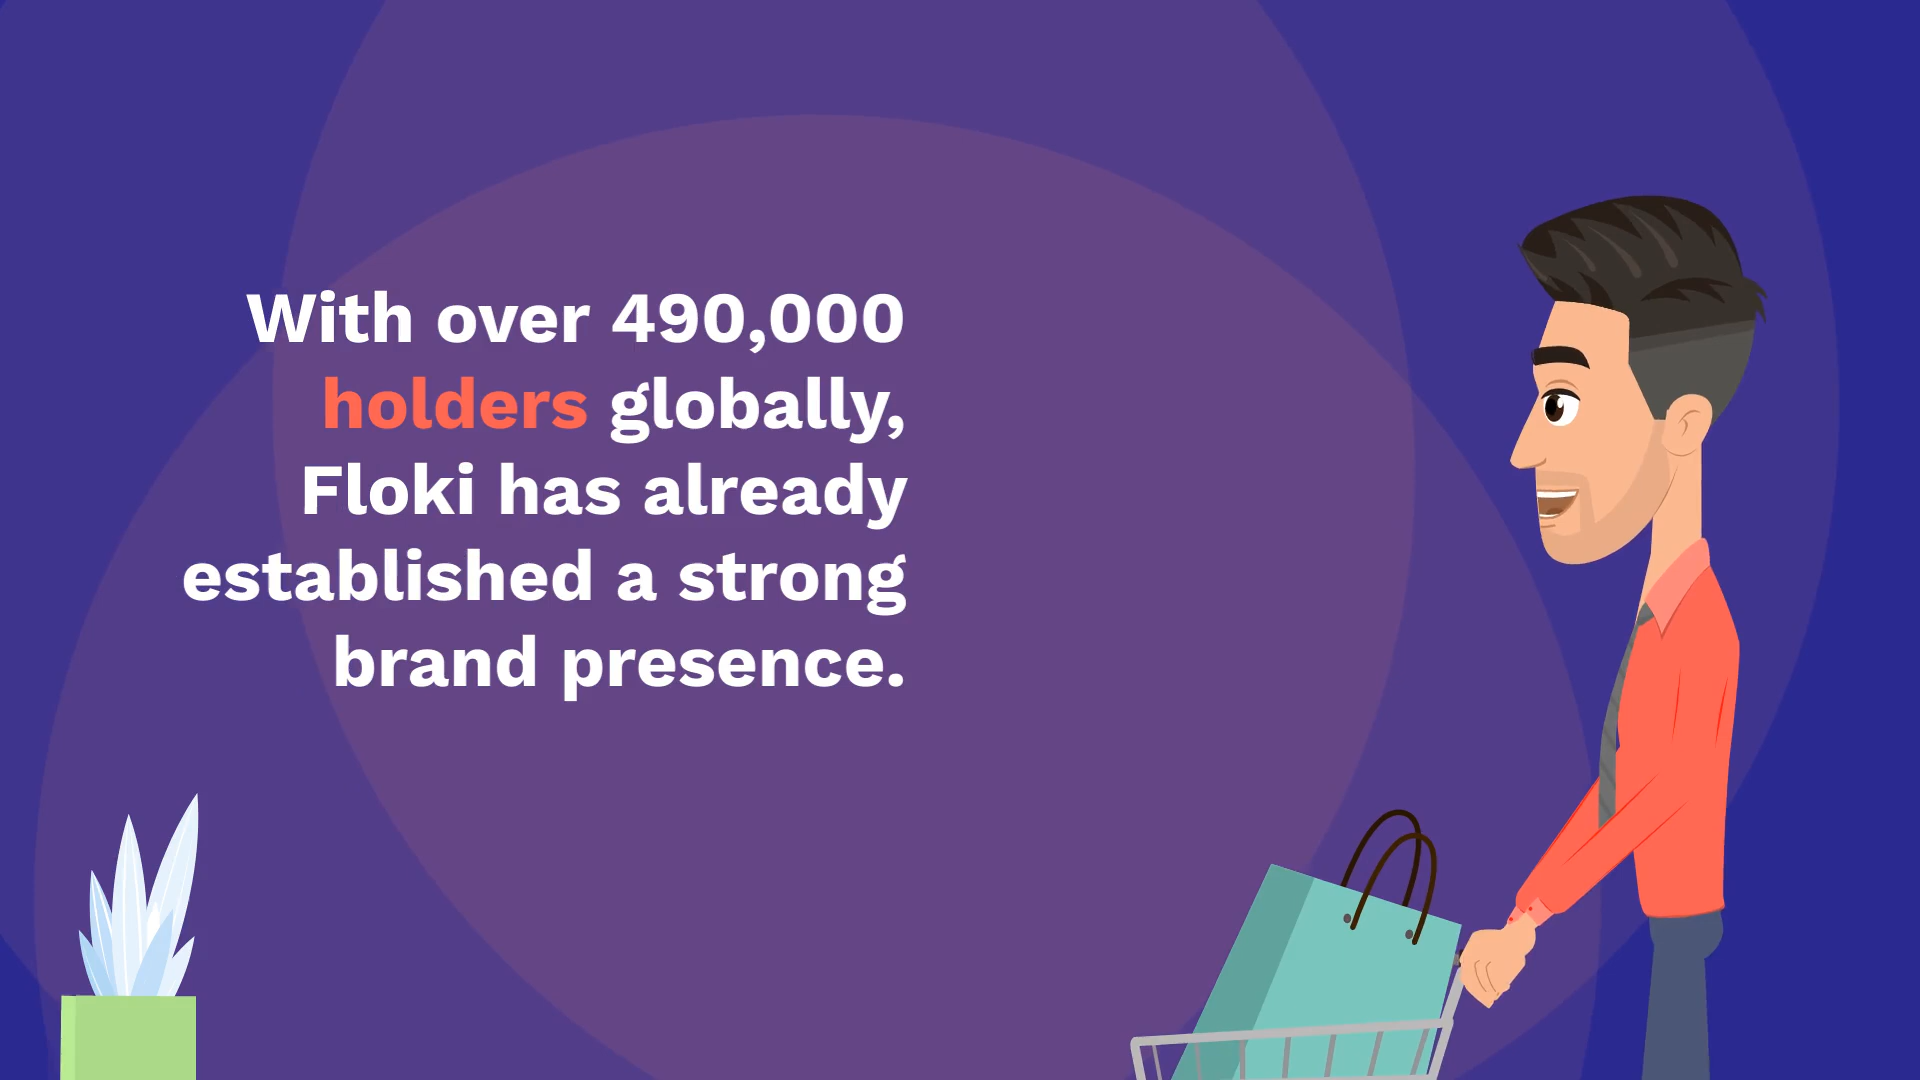 With over 490,000
holders globally,
Floki has already
established a strong
brand presence.